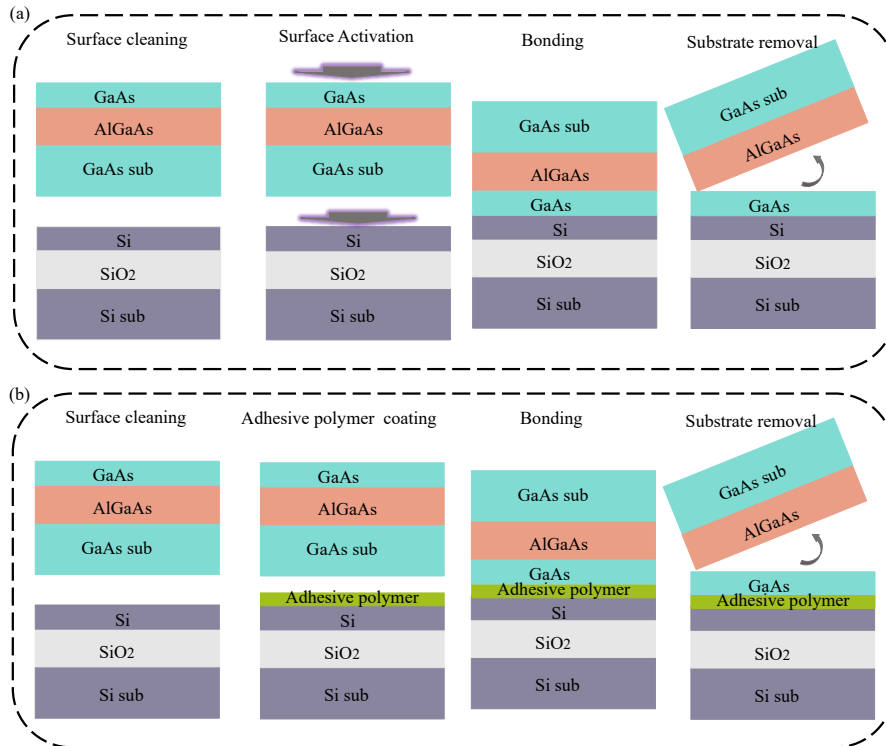 (a)
Surface cleaning
GaAs
AlGaAs
GaAs sub
Si
SiO2
Si sub
Surface Activation
GaAs
AlGaAs
GaAs sub
Si
SiO2
Si sub
Bonding
GaAs sub
AlGaAs
GaAs
Si
SiO2
Si sub
Substrate removal
GaAs sub
AlGaAs
GaAs
Si
SiO2
Si sub
(b)
Surface cleaning
GaAs
AlGaAs
GaAs sub
Si
SiO2
Si sub
Adhesive polymer coating
GaAs
AlGaAs
GaAs sub
Adhesive polymer
Si
SiO2
Si sub
Bonding
GaAs sub
AlGaAs
GaAs
Adhesive polymer
Si
SiO2
Si sub
Substrate removal
GaAs sub
AlGaAs
GaAs
Adhesive polymer
SiO2
Si sub